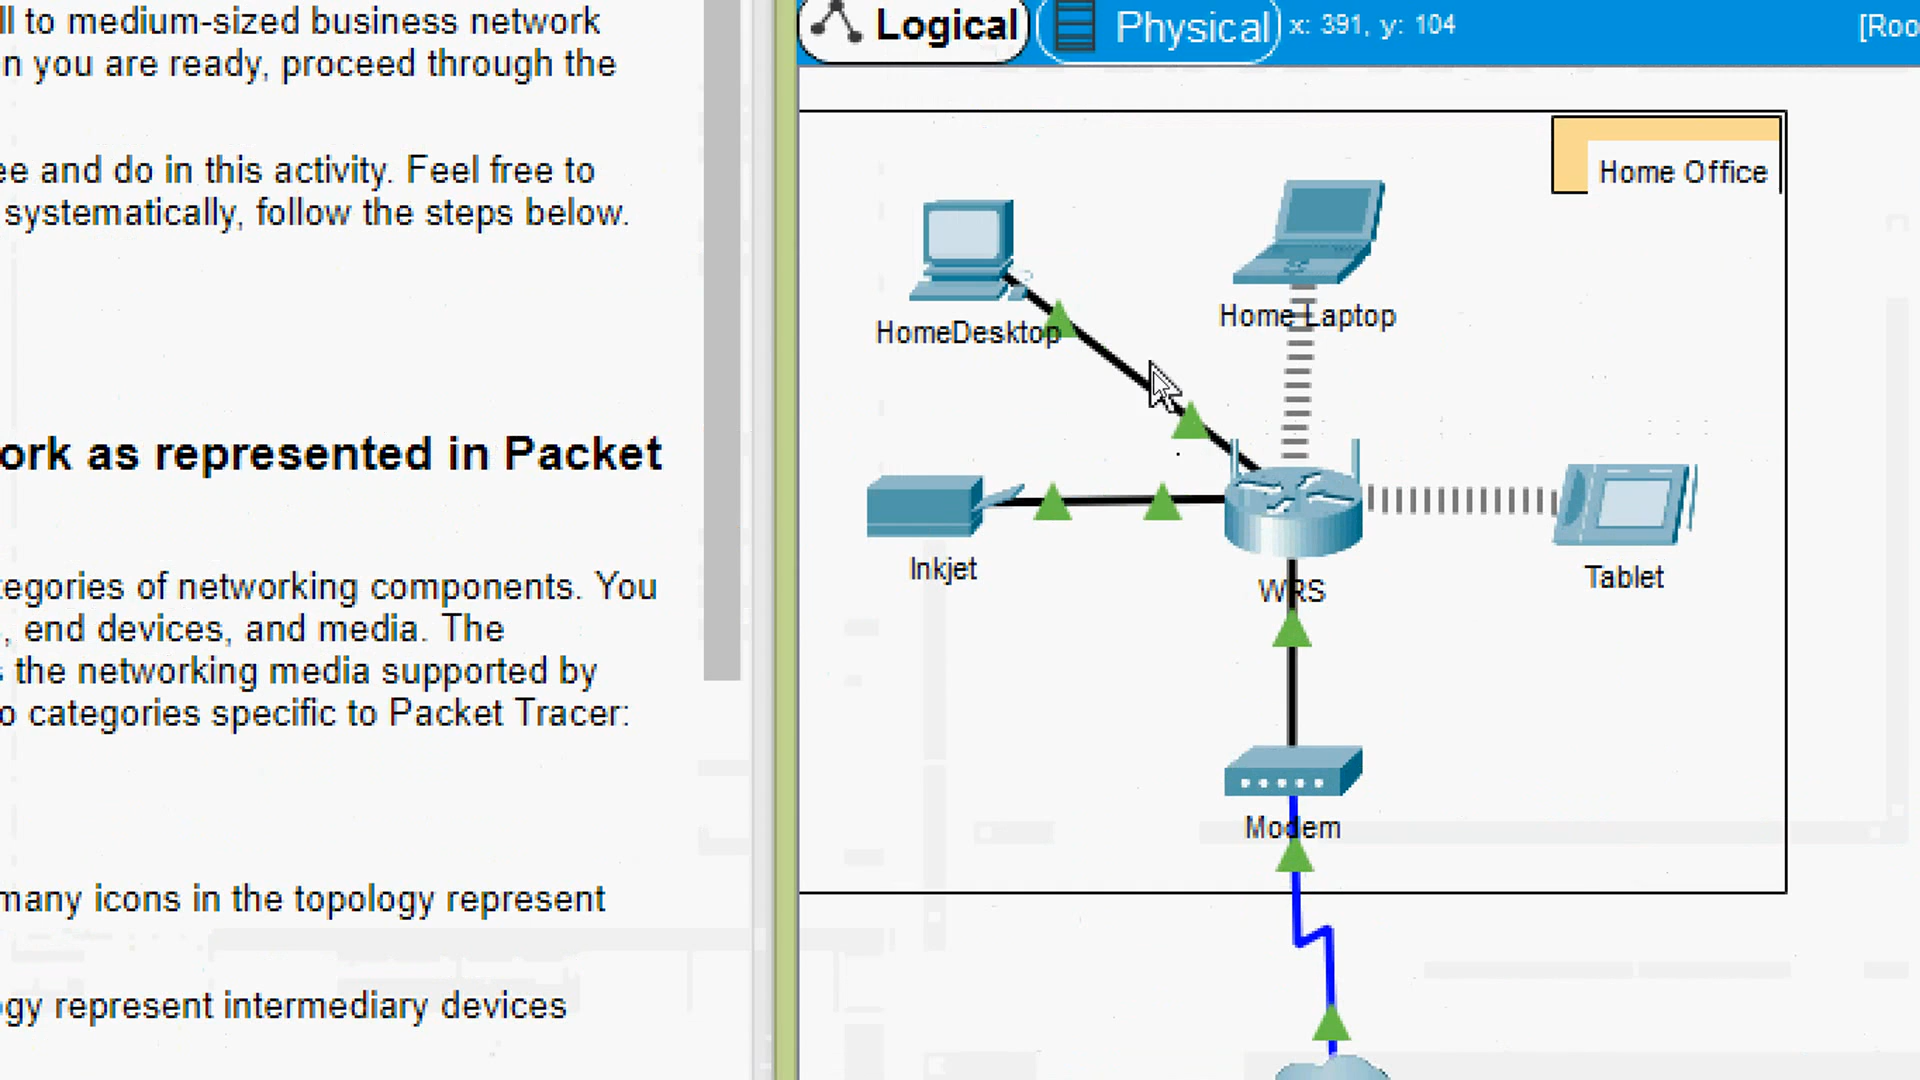 to medium-sized business network
n you are ready, proceed through the
ee and do in this activity. Feel free to
systematically, follow the steps below.
ork as represented in Packet
tegories of networking components. You
, end devices, and media. The
s the networking media supported by
o categories specific to Packet Tracer:
many icons in the topology represent
ogy represent intermediary devices
Logical
Physical
x: 391, y: 104
[Roo
Home Office
HomeDesktop
Home Laptop
Inkjet
WRS
Tablet
Modem